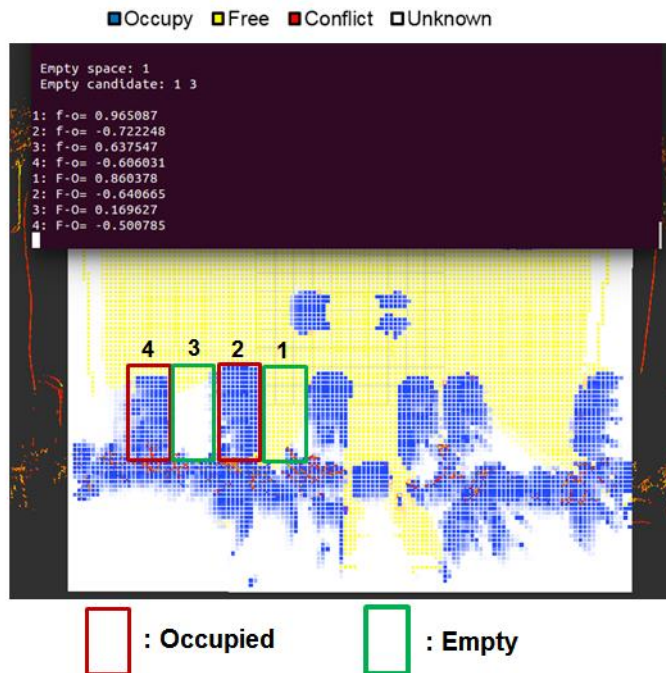 Occupy Free Conflict Unknown
Empty space: 1
Empty candidate: 1 3
1: f-o= 0.965087
2: f-o= -0.722248
3: f-o= 0.637547
4: f-o= -0.606031
1: F-O= 0.860378
2: F-O= -0.640665
3: F-O= 0.169627
4: F-O= -0.500785
4 3 2 1
: Occupied : Empty